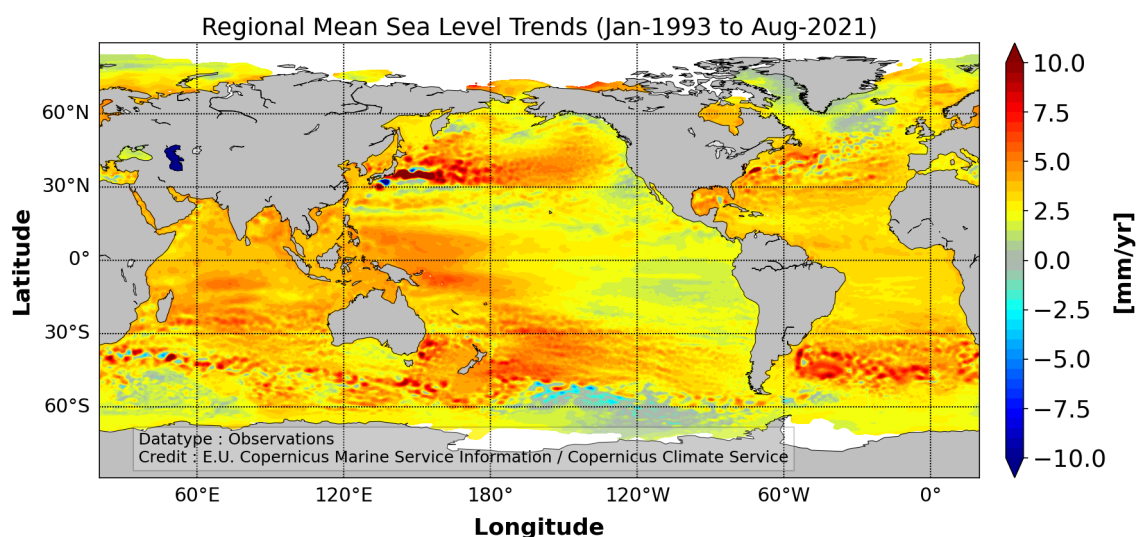 Regional Mean Sea Level Trends (Jan-1993 to Aug-2021)
60°N
30°N
0°
30°S
60°S
Latitude
Datatype : Observations
Credit : E.U. Copernicus Marine Service Information / Copernicus Climate Service
60°E
120°E
180°
120°W
60°W
0°
Longitude
10.0
7.5
5.0
2.5
0.0
−2.5
−5.0
−7.5
−10.0
[mm/yr]